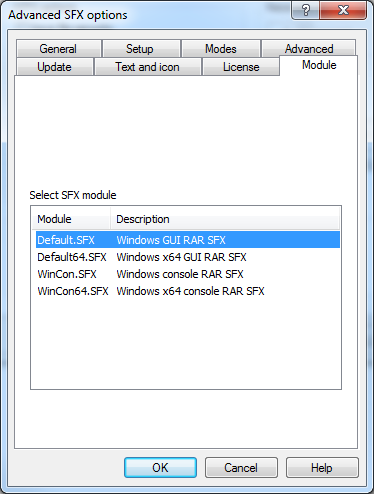 Advanced SFX options
General Setup Modes Advanced
Update Text and icon License Module
Select SFX module
Module Description
Default.SFX Windows GUI RAR SFX
Default64.SFX Windows x64 GUI RAR SFX
WinCon.SFX Windows console RAR SFX
WinCon64.SFX Windows x64 console RAR SFX
OK Cancel Help